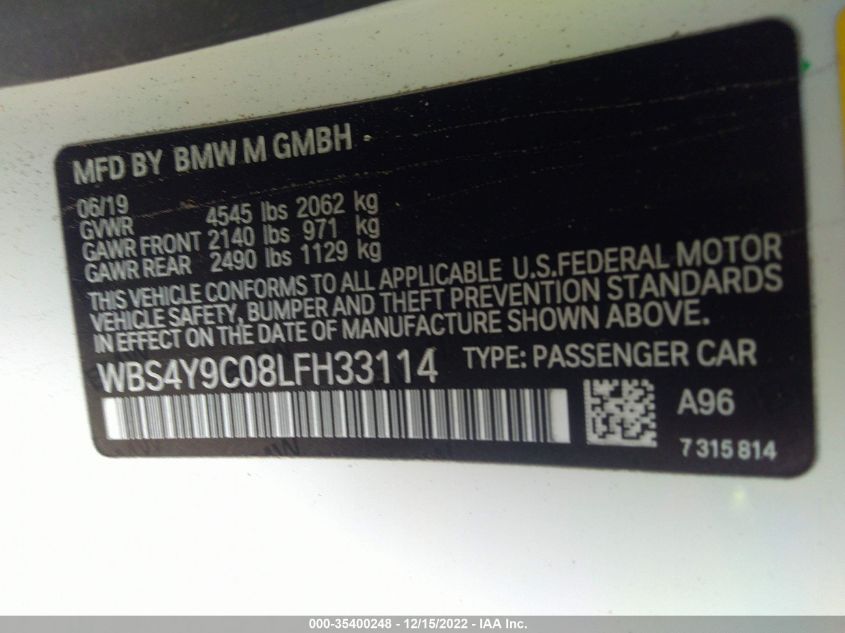 MFD BY BMW M GMBH
06/19
GVWR 4545 lbs 2062 kg
GAWR FRONT 2140 lbs 971 kg
GAWR REAR 2490 lbs 1129 kg
THIS VEHICLE CONFORMS TO ALL APPLICABLE U.S.FEDERAL MOTOR
VEHICLE SAFETY, BUMPER AND THEFT PREVENTION STANDARDS
IN EFFECT ON THE DATE OF MANUFACTURE SHOWN ABOVE.
WBS4Y9C08LFH33114 TYPE: PASSENGER CAR
A96
7 315 814
000-35400248 - 12/15/2022 - IAA Inc.